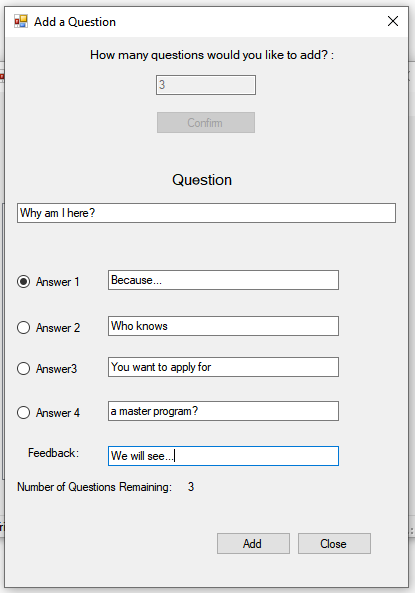 Add a Question
How many questions would you like to add? :
3
Confirm
Question
Why am I here?
Answer 1 Because...
Answer 2 Who knows
Answer3 You want to apply for
Answer 4 a master program?
Feedback: We will see...
Number of Questions Remaining: 3
Add Close